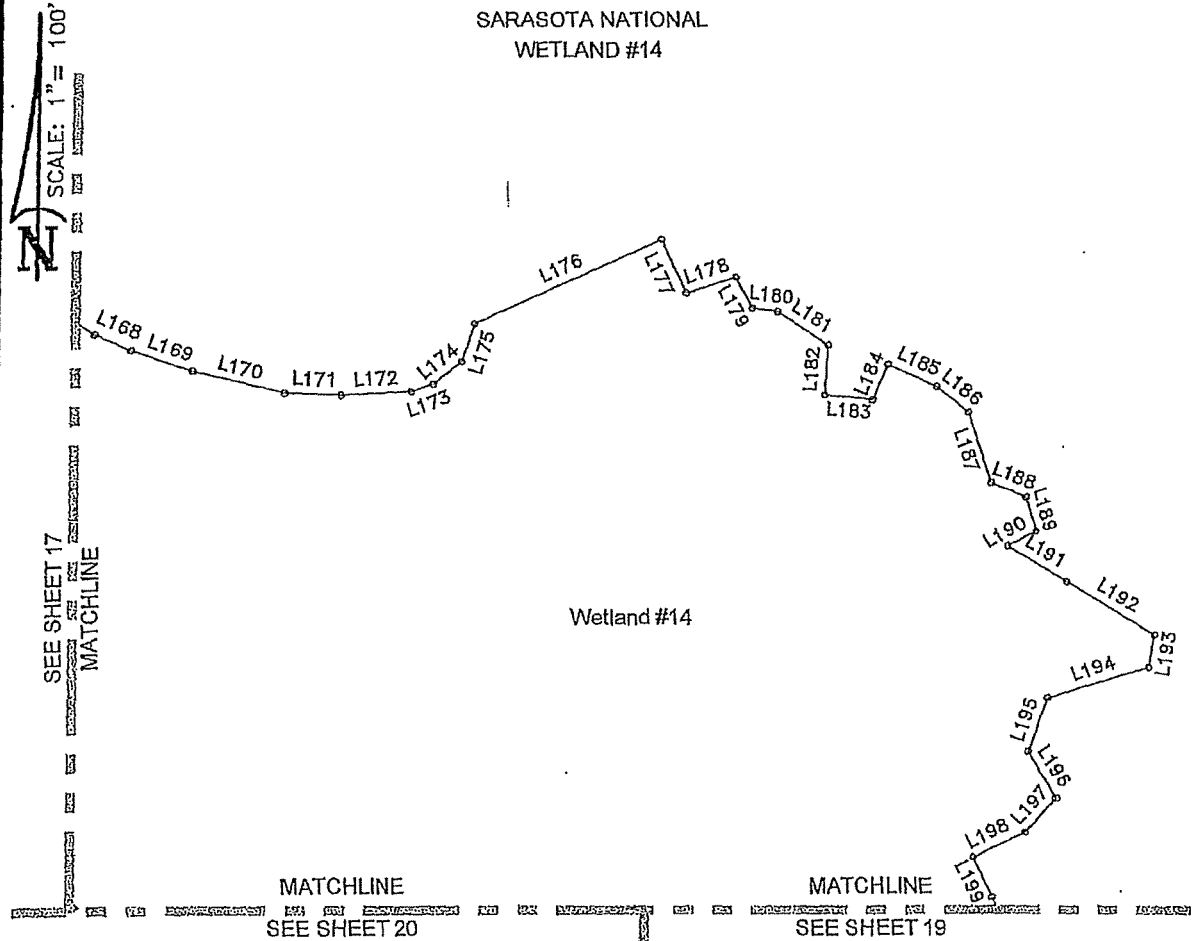 SARASOTA NATIONAL
WETLAND #14
SCALE: 1"= 100'
N
L168
L169
L170
L171
L172
L173
L174
L175
L176
L177
L178
L179
L180
L181
L182
L183
L184
L185
L186
L187
L188
L189
L190
L191
L192
L193
L194
L195
L196
L197
L198
L199
Wetland #14
SEE SHEET 17
MATCHLINE
MATCHLINE
SEE SHEET 20
MATCHLINE
SEE SHEET 19